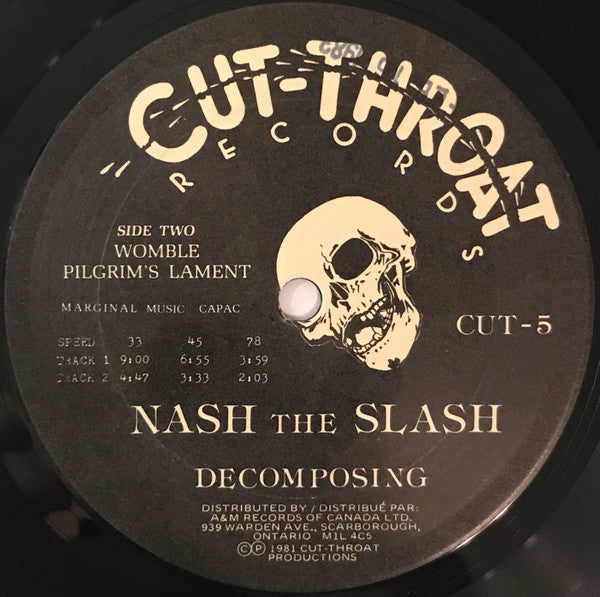 CUT-THROAT
RECORDS
SIDE TWO
WOMBLE
PILGRIM'S LAMENT
MARGINAL MUSIC CAPAC
SPEED 33 45 78
TRACK 1 9:00 6:55 3:59
TRACK 2 4:47 3:33 2:03
CUT-5
NASH THE SLASH
DECOMPOSING
DISTRIBUTED BY / DISTRIBUÉ PAR:
A&M RECORDS OF CANADA LTD.
939 WARDEN AVE., SCARBOROUGH,
ONTARIO M1L 4C5
©Ⓟ 1981 CUT-THROAT
PRODUCTIONS